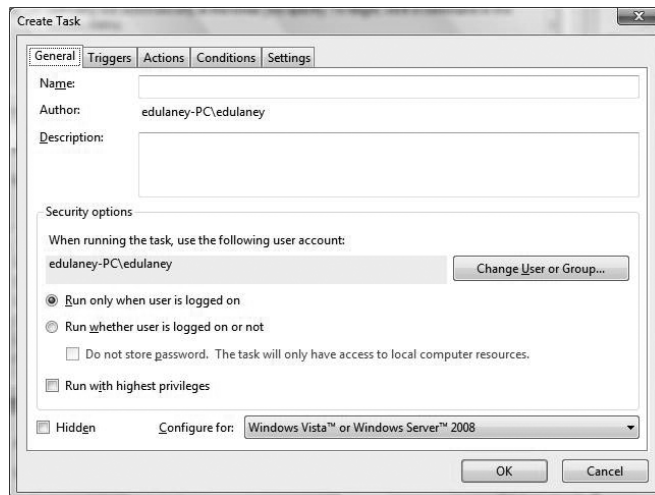 Create Task
General Triggers Actions Conditions Settings
Name:
Author: edulaney-PC\edulaney
Description:
Security options
When running the task, use the following user account:
edulaney-PC\edulaney
Change User or Group...
Run only when user is logged on
Run whether user is logged on or not
Do not store password. The task will only have access to local computer resources.
Run with highest privileges
Hidden Configure for: Windows Vista™ or Windows Server™ 2008
OK Cancel